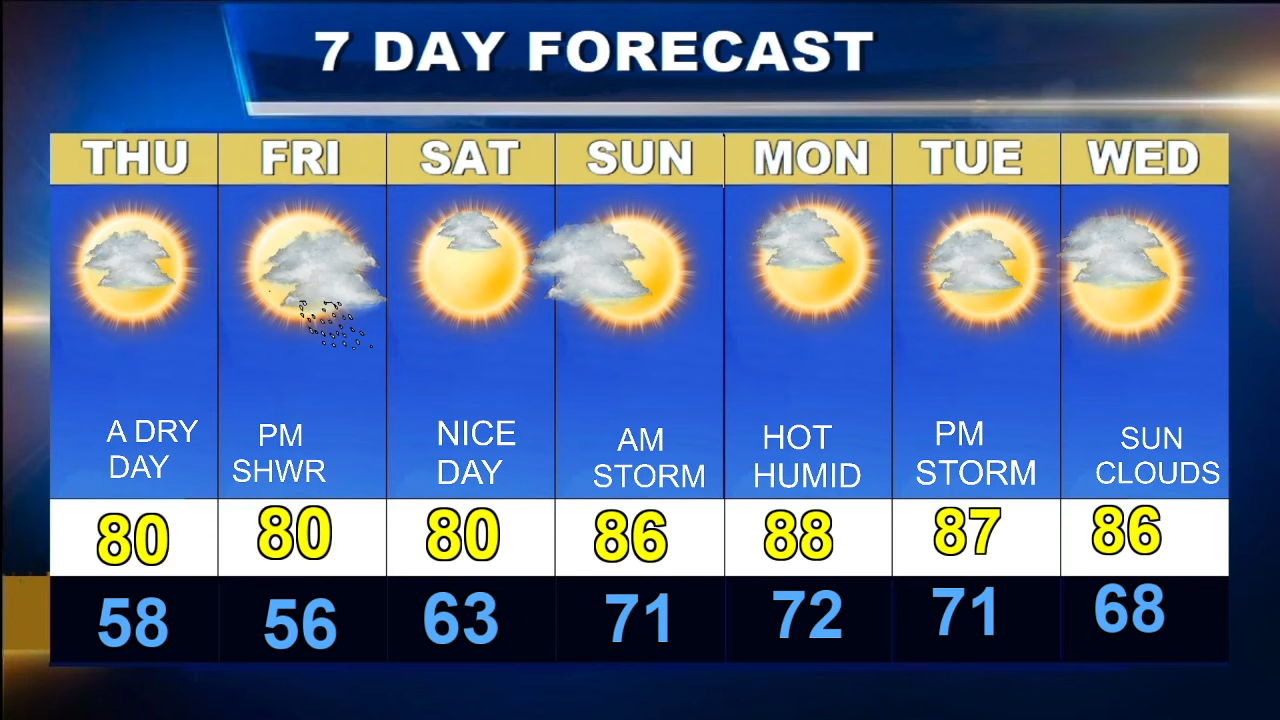 7 DAY FORECAST
THU FRI SAT SUN MON TUE WED
A DRY
DAY
PM
SHWR
NICE
DAY
AM
STORM
HOT
HUMID
PM
STORM
SUN
CLOUDS
80 80 80 86 88 87 86
58 56 63 71 72 71 68